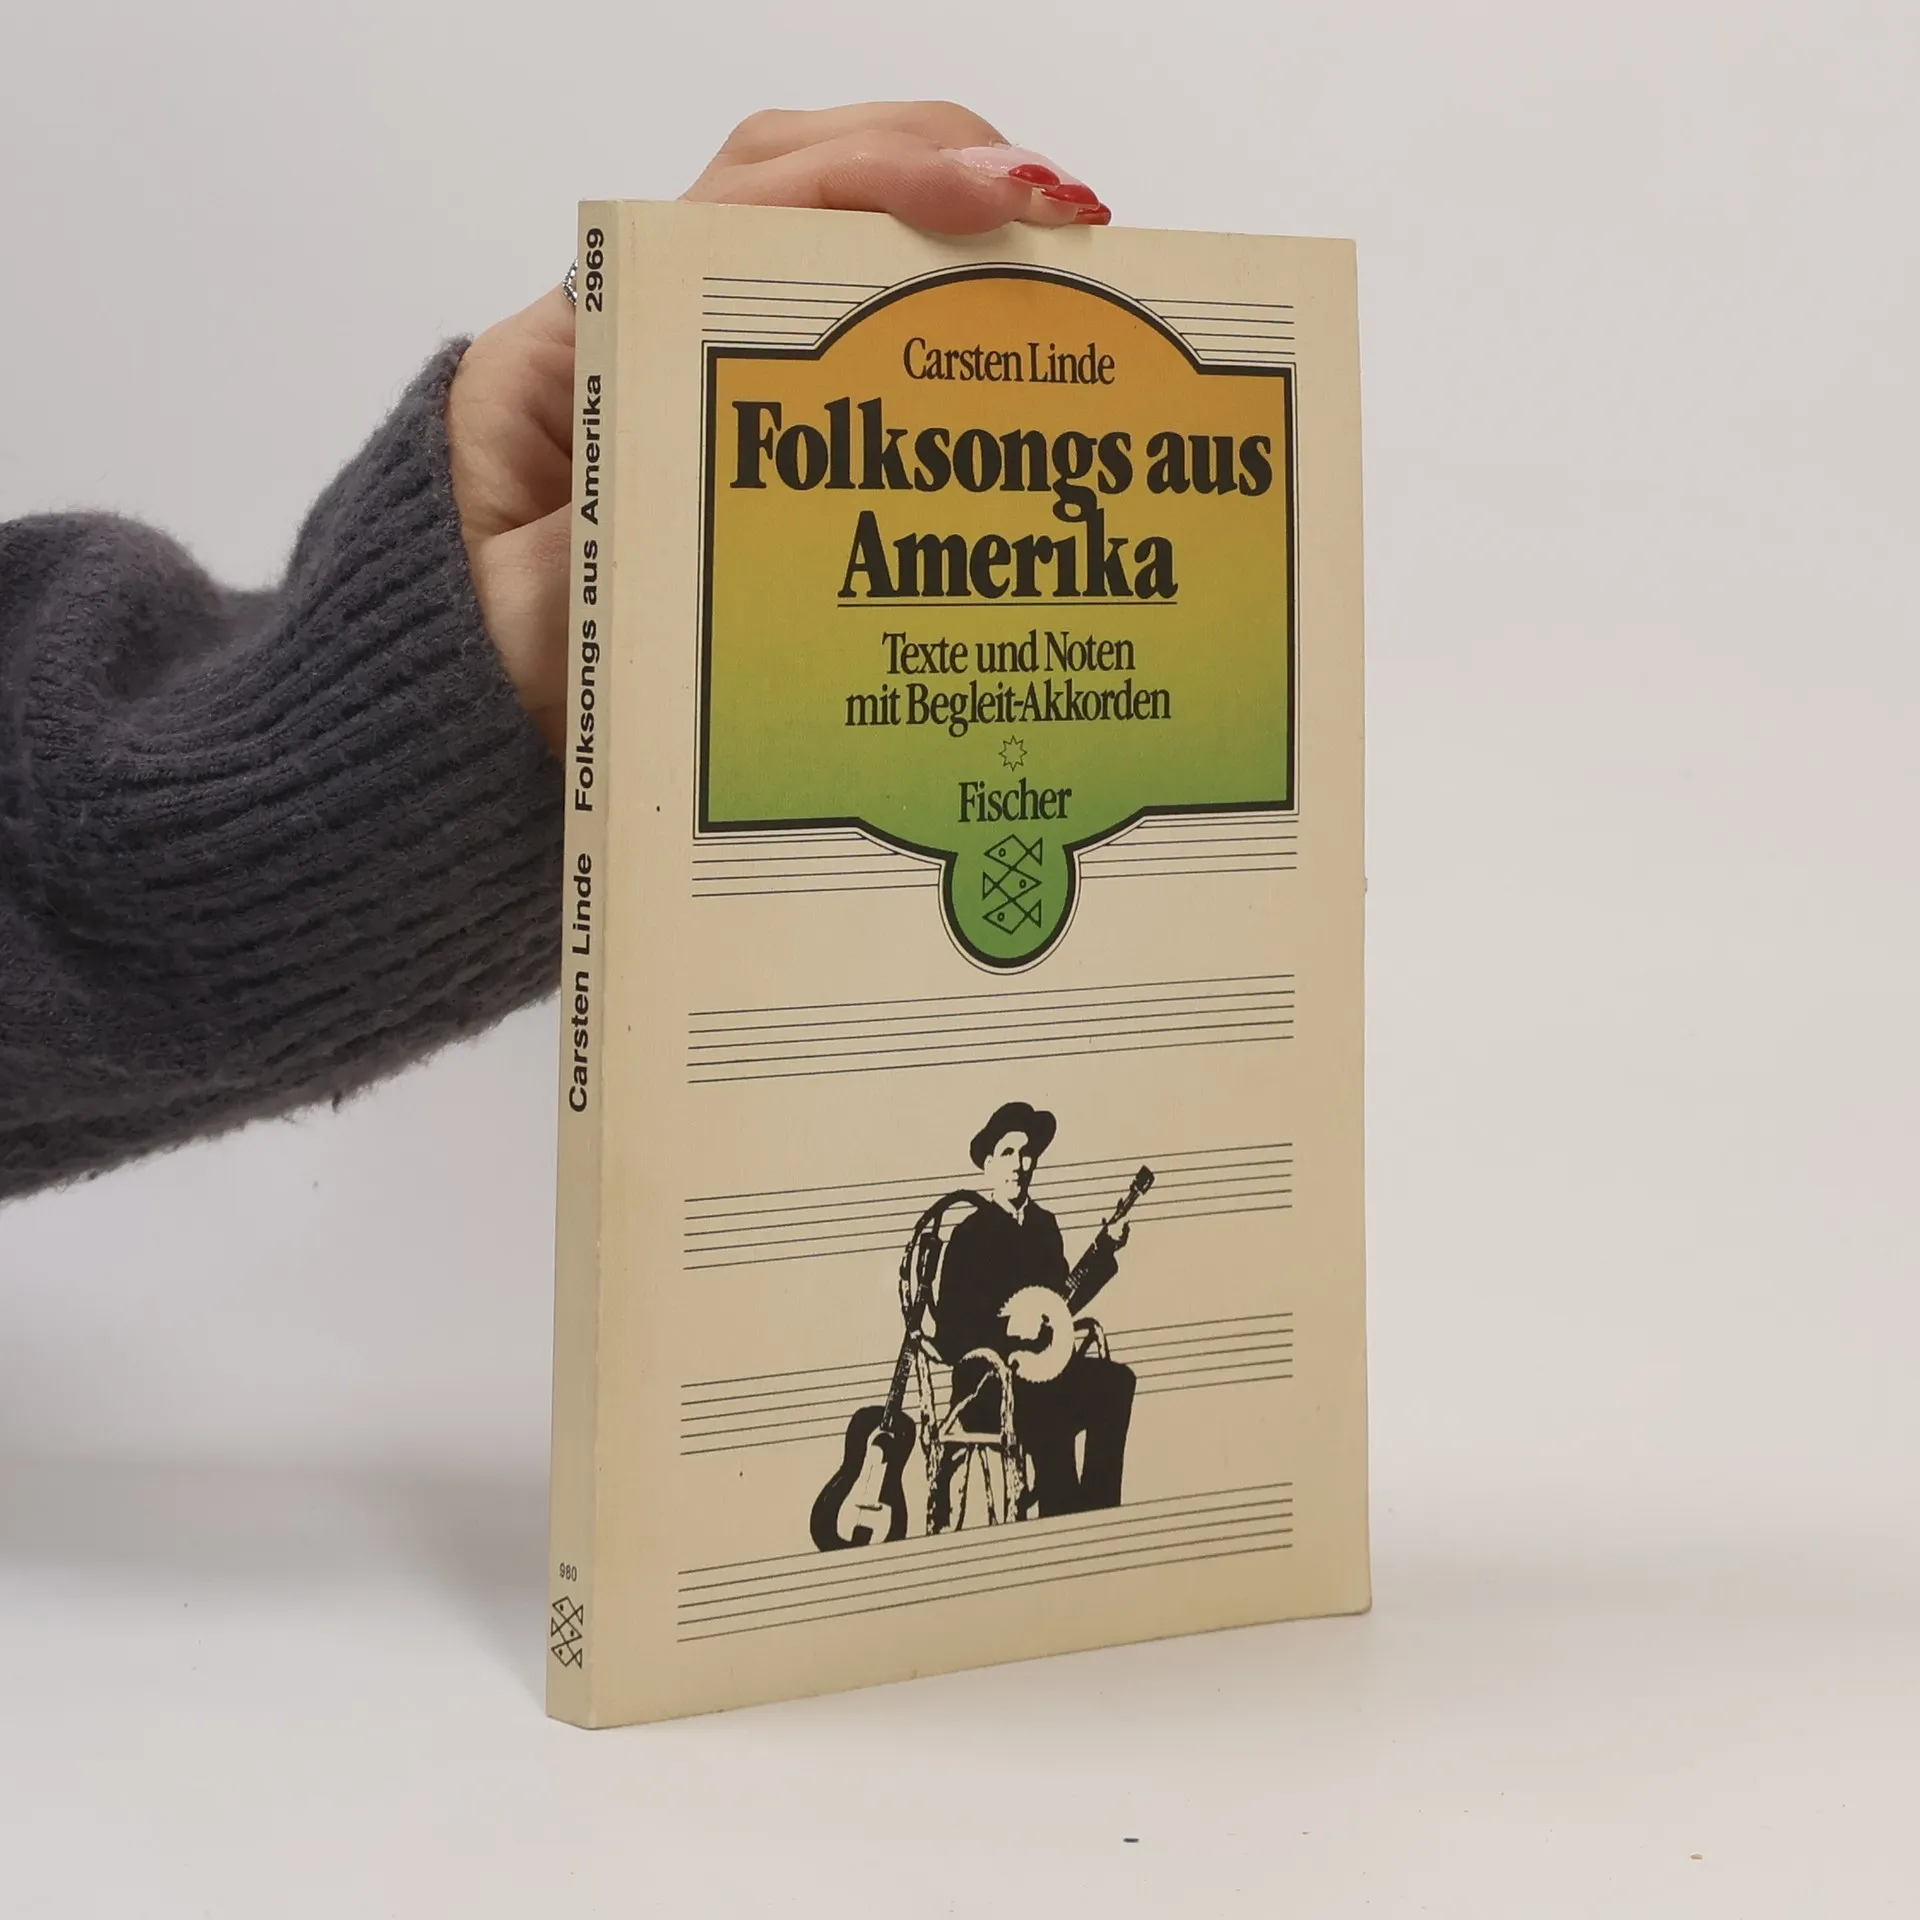 Carsten Linde
Folksongs aus
Amerika
Texte und Noten
mit Begleit-Akkorden
Fischer
Carsten Linde Folksongs aus Amerika 2969
980